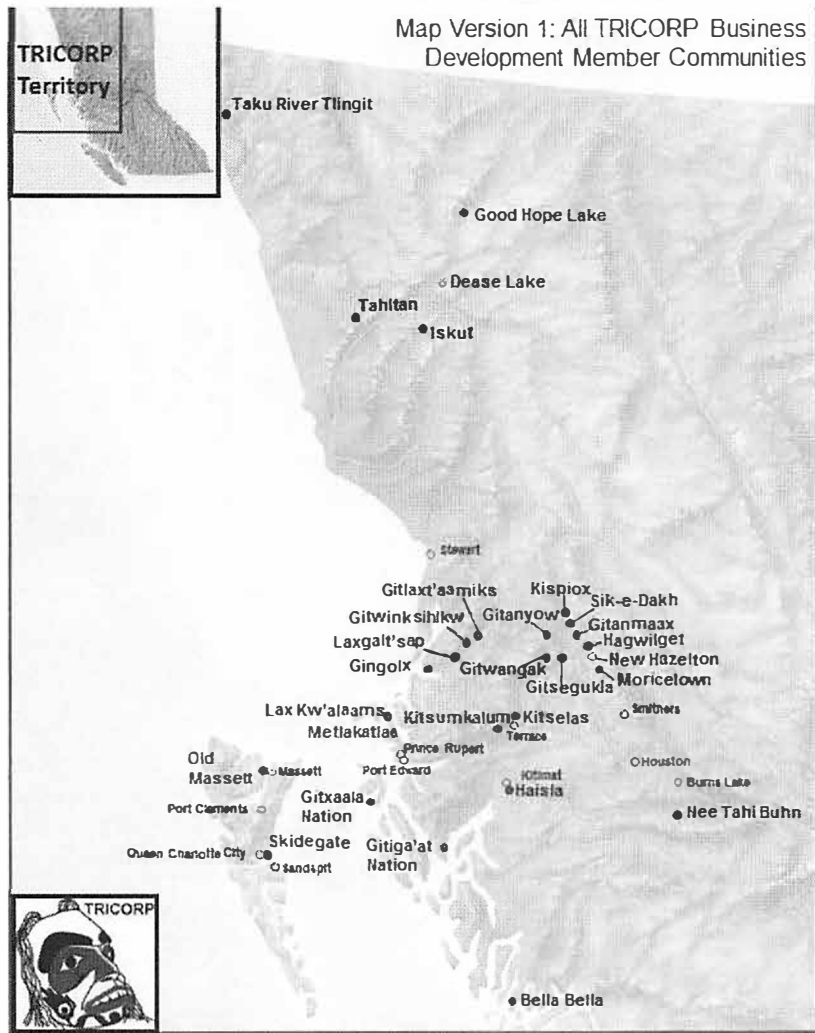 Map Version 1: All TRICORP Business
Development Member Communities
TRICORP
Territory
Taku River Tlingit
Good Hope Lake
Dease Lake
Tahltan
Iskut
Stewart
Gitlaxt'aamiks
Kispiox
Sik-e-Dakh
Gitwinksihlkw
Gitanyow
Gitanmaax
Laxgalt'sap
Hagwilget
Gingolx
Gitwangak
New Hazelton
Gitsegukla
Moricetown
Lax Kw'alaams
Kitsumkalum
Kitselas
Smithers
Metlakatla
Terrace
Prince Rupert
Port Edward
Old
Massett
Massett
Houston
Kitimat
Haisla
Burns Lake
Gitxaala
Nation
Port Clements
Nee Tahi Buhn
Skidegate
Queen Charlotte City
Sandspit
Gitiga'at
Nation
TRICORP
Bella Bella